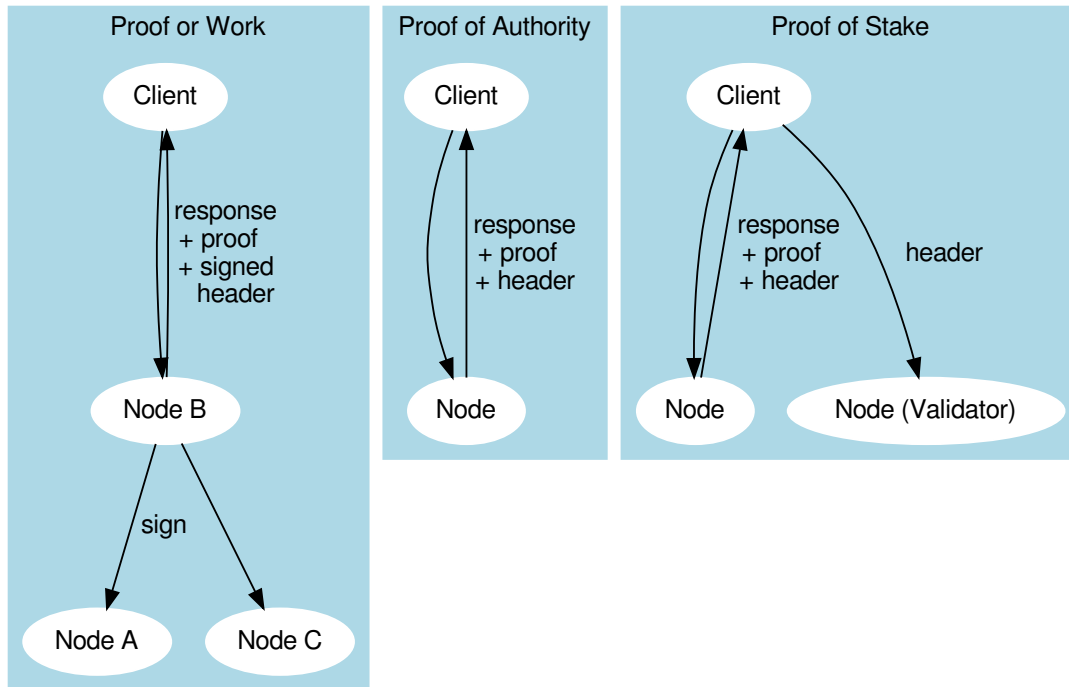 Proof or Work
Client
response
+ proof
+ signed
header
Node B
sign
Node A
Node C
Proof of Authority
Client
response
+ proof
+ header
Node
Proof of Stake
Client
response
+ proof
+ header
header
Node
Node (Validator)